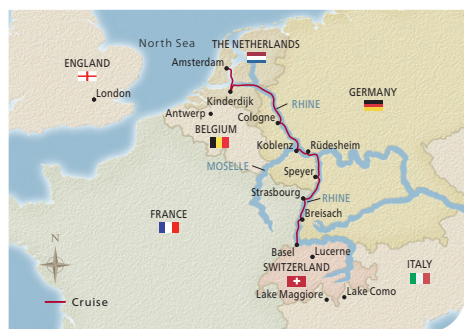 North Sea
THE NETHERLANDS
Amsterdam
ENGLAND
London
Kinderdijk
RHINE
GERMANY
Antwerp
Cologne
BELGIUM
Koblenz
Rüdesheim
MOSELLE
Speyer
Strasbourg
RHINE
FRANCE
Breisach
N
Basel
Lucerne
SWITZERLAND
ITALY
Lake Maggiore
Lake Como
Cruise